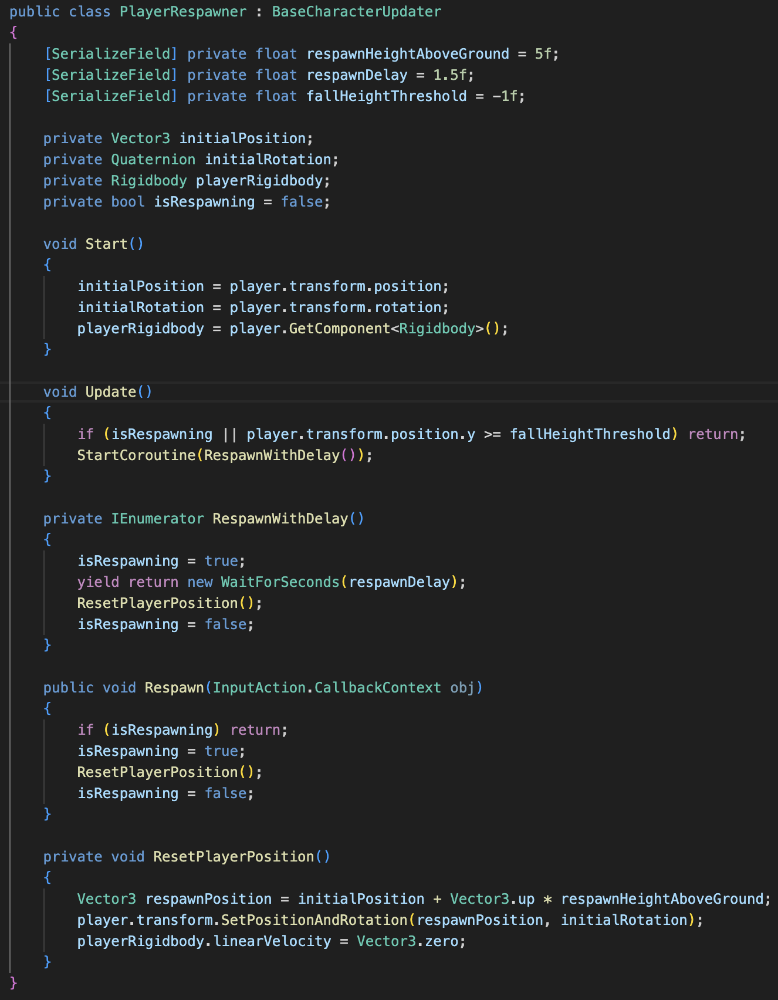 public class PlayerRespawner : BaseCharacterUpdater
{
    [SerializeField] private float respawnHeightAboveGround = 5f;
    [SerializeField] private float respawnDelay = 1.5f;
    [SerializeField] private float fallHeightThreshold = -1f;

    private Vector3 initialPosition;
    private Quaternion initialRotation;
    private Rigidbody playerRigidbody;
    private bool isRespawning = false;

    void Start()
    {
        initialPosition = player.transform.position;
        initialRotation = player.transform.rotation;
        playerRigidbody = player.GetComponent<Rigidbody>();
    }

    void Update()
    {
        if (isRespawning || player.transform.position.y >= fallHeightThreshold) return;
        StartCoroutine(RespawnWithDelay());
    }

    private IEnumerator RespawnWithDelay()
    {
        isRespawning = true;
        yield return new WaitForSeconds(respawnDelay);
        ResetPlayerPosition();
        isRespawning = false;
    }

    public void Respawn(InputAction.CallbackContext obj)
    {
        if (isRespawning) return;
        isRespawning = true;
        ResetPlayerPosition();
        isRespawning = false;
    }

    private void ResetPlayerPosition()
    {
        Vector3 respawnPosition = initialPosition + Vector3.up * respawnHeightAboveGround;
        player.transform.SetPositionAndRotation(respawnPosition, initialRotation);
        playerRigidbody.linearVelocity = Vector3.zero;
    }
}